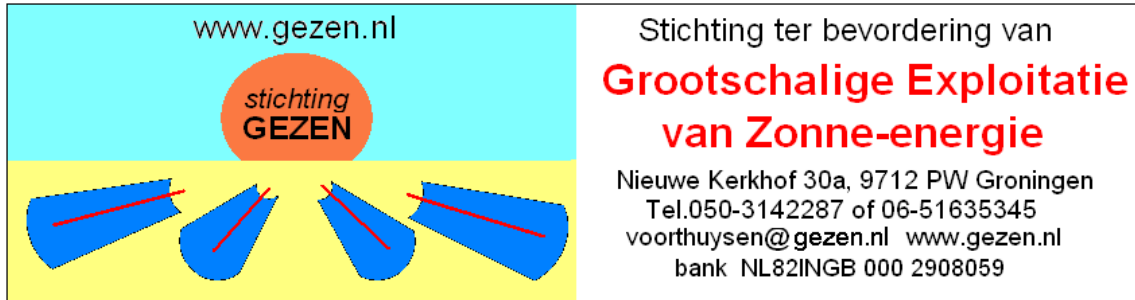 www.gezen.nl
stichting
GEZEN
Stichting ter bevordering van
Grootschalige Exploitatie
van Zonne-energie
Nieuwe Kerkhof 30a, 9712 PW Groningen
Tel.050-3142287 of 06-51635345
voorthuysen@gezen.nl www.gezen.nl
bank NL82INGB 000 2908059